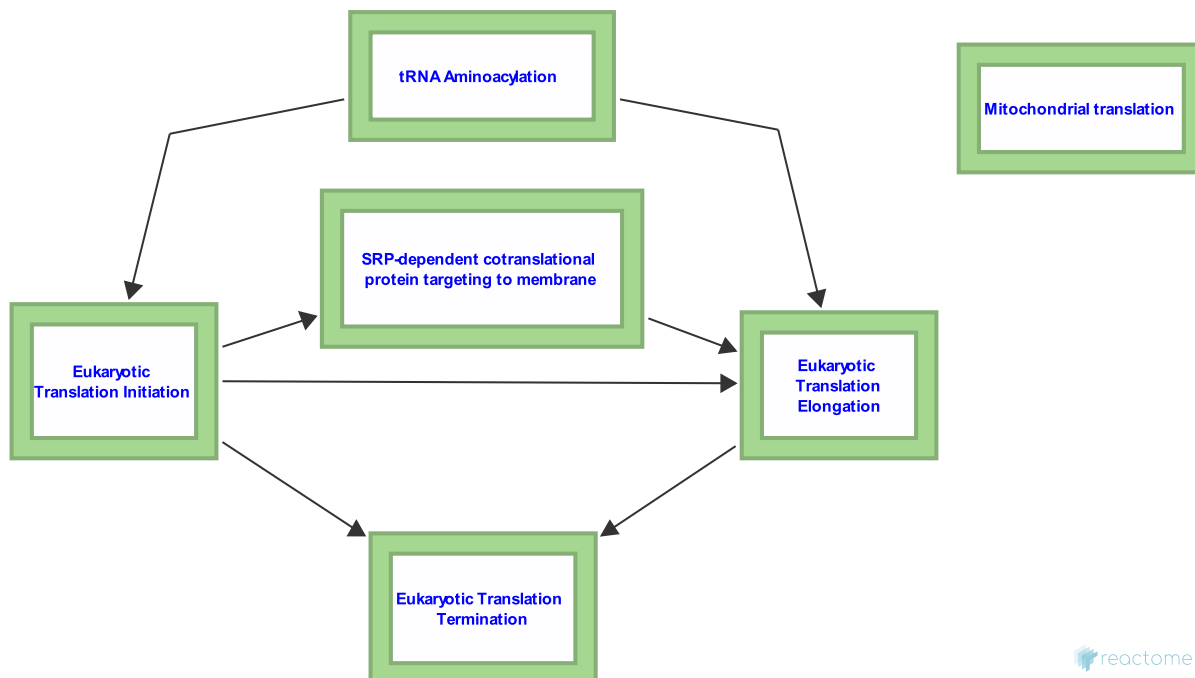 tRNA Aminoacylation
Mitochondrial translation
SRP-dependent cotranslational
protein targeting to membrane
Eukaryotic
Translation Initiation
Eukaryotic
Translation
Elongation
Eukaryotic Translation
Termination
reactome